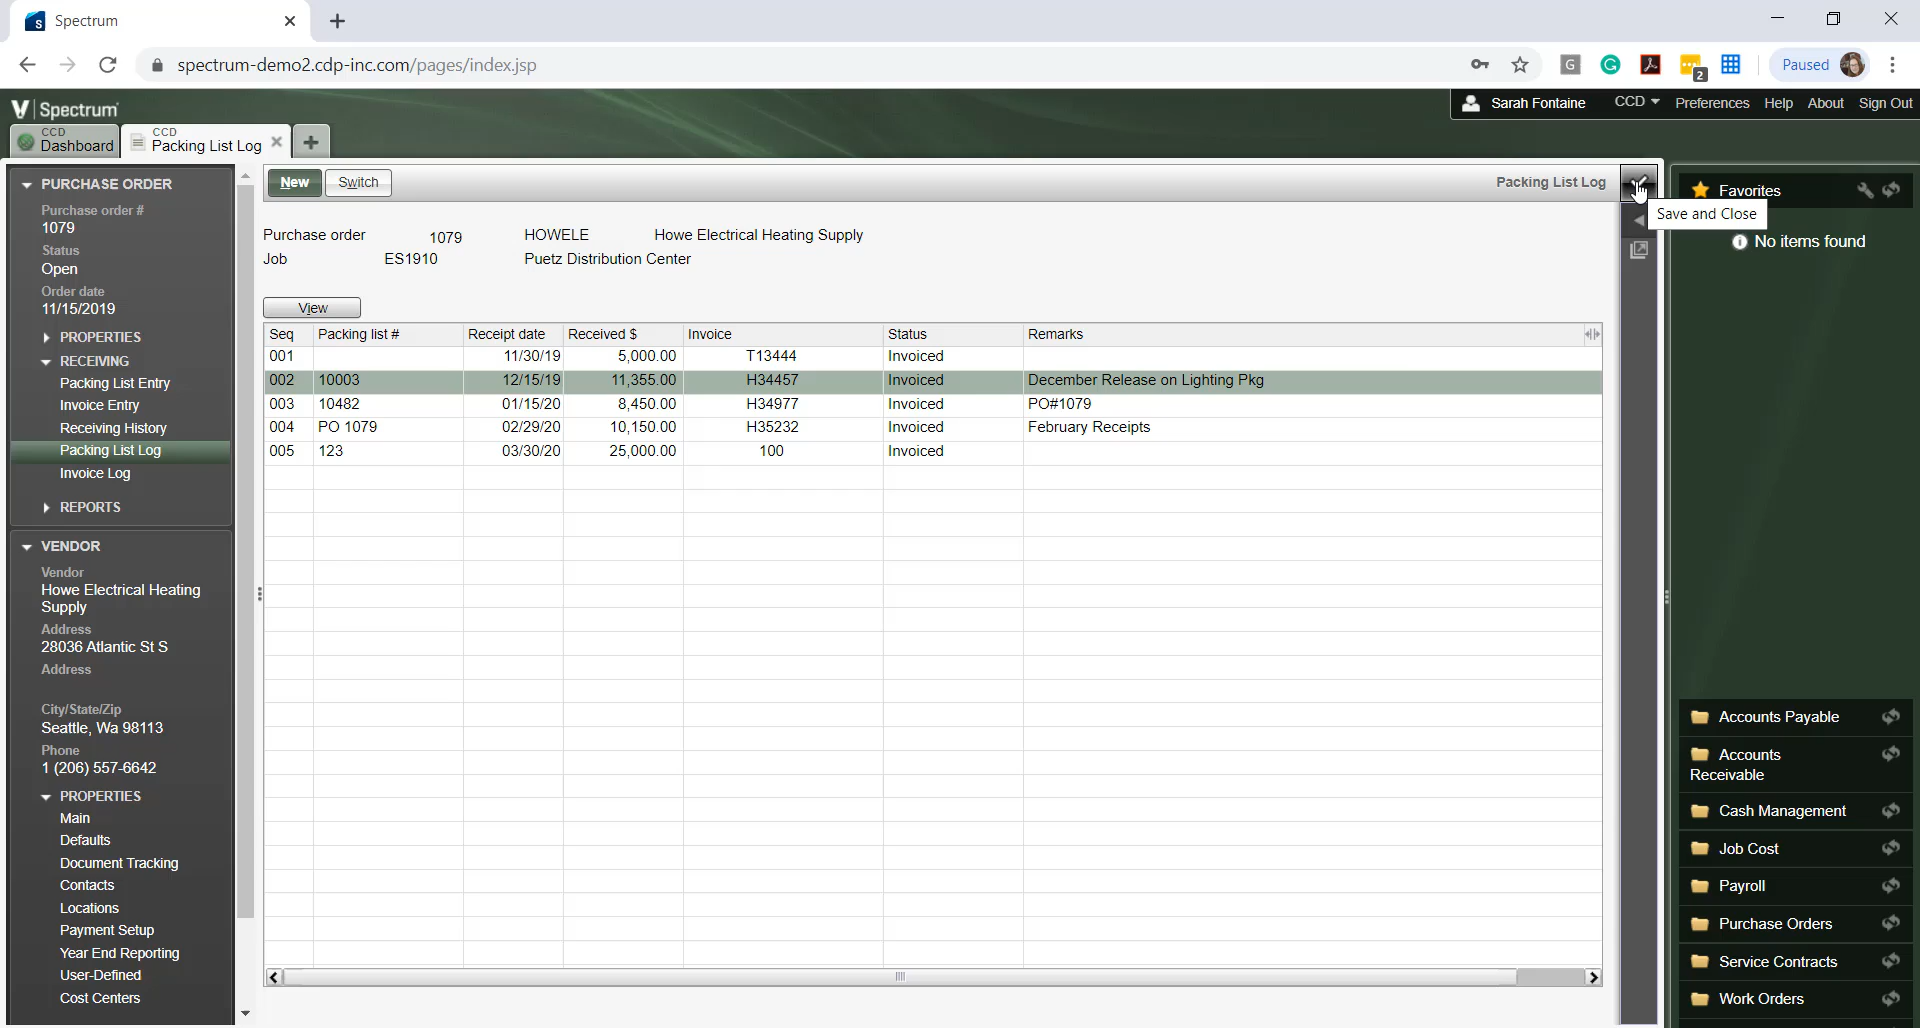 Spectrum
spectrum-demo2.cdp-inc.com/pages/index.jsp
G
2
Paused
Spectrum
Sarah Fontaine CCD Preferences Help About Sign Out
CCD
Dashboard
CCD
Packing List Log
PURCHASE ORDER
Purchase order #
1079
Status
Open
Order date
11/15/2019
PROPERTIES
RECEIVING
Packing List Entry
Invoice Entry
Receiving History
Packing List Log
Invoice Log
REPORTS
VENDOR
Vendor
Howe Electrical Heating
Supply
Address
28036 Atlantic St S
Address
City/State/Zip
Seattle, Wa 98113
Phone
1 (206) 557-6642
PROPERTIES
Main
Defaults
Document Tracking
Contacts
Locations
Payment Setup
Year End Reporting
User-Defined
Cost Centers
New Switch Packing List Log
Purchase order 1079 HOWELE Howe Electrical Heating Supply
Job ES1910 Puetz Distribution Center
View
Seq Packing list # Receipt date Received $ Invoice Status Remarks
001 11/30/19 5,000.00 T13444 Invoiced
002 10003 12/15/19 11,355.00 H34457 Invoiced December Release on Lighting Pkg
003 10482 01/15/20 8,450.00 H34977 Invoiced PO#1079
004 PO 1079 02/29/20 10,150.00 H35232 Invoiced February Receipts
005 123 03/30/20 25,000.00 100 Invoiced
Favorites
Save and Close
No items found
Accounts Payable
Accounts
Receivable
Cash Management
Job Cost
Payroll
Purchase Orders
Service Contracts
Work Orders